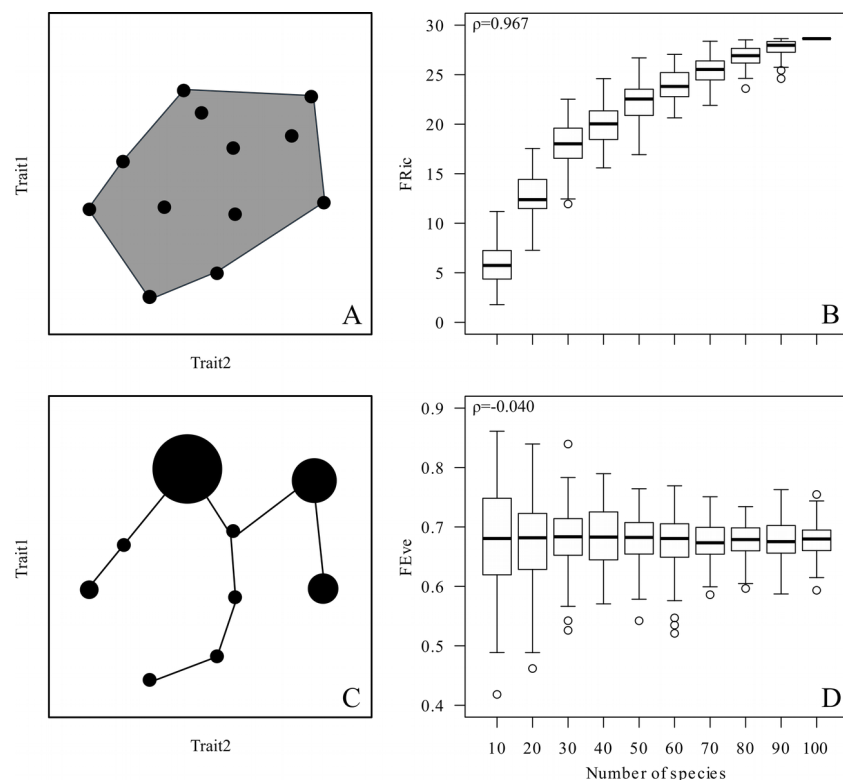 Trait1
A
Trait2
ρ=0.967
FRic
30
25
20
15
10
5
0
B
Trait1
C
Trait2
ρ=-0.040
FEve
0.9
0.8
0.7
0.6
0.5
0.4
D
10 20 30 40 50 60 70 80 90 100
Number of species